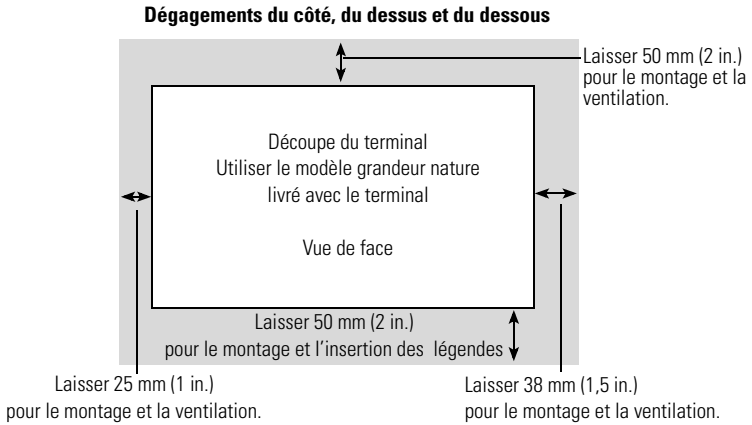 Dégagements du côté, du dessus et du dessous
Laisser 50 mm (2 in.)
pour le montage et la
ventilation.
Découpe du terminal
Utiliser le modèle grandeur nature
livré avec le terminal
Vue de face
Laisser 50 mm (2 in.)
pour le montage et l'insertion des légendes
Laisser 25 mm (1 in.)
pour le montage et la ventilation.
Laisser 38 mm (1,5 in.)
pour le montage et la ventilation.